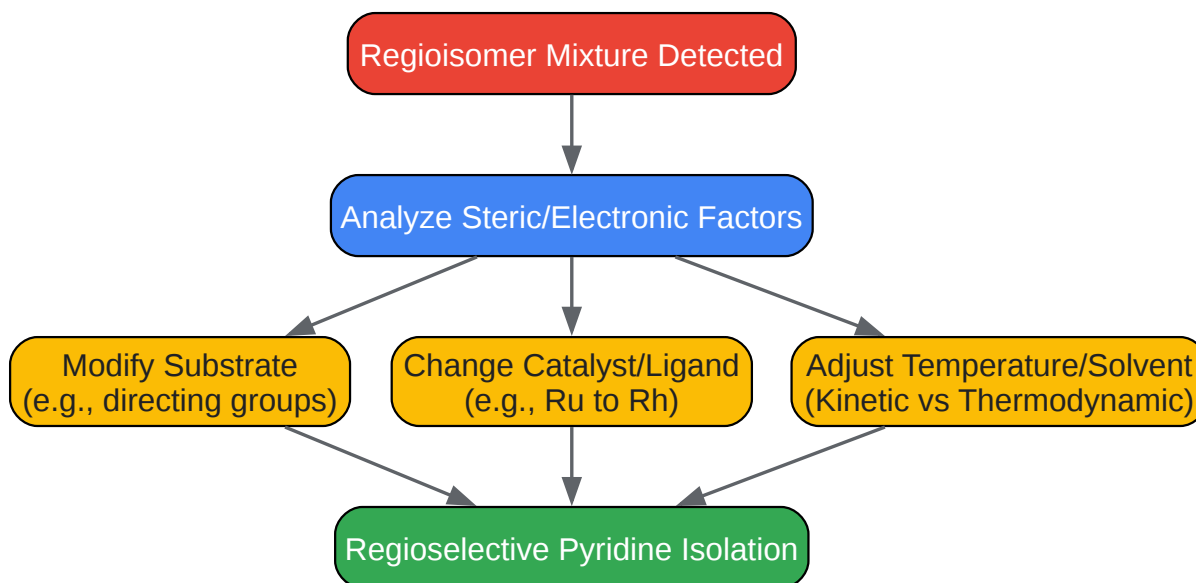 Regioisomer Mixture Detected
Analyze Steric/Electronic Factors
Modify Substrate
(e.g., directing groups)
Change Catalyst/Ligand
(e.g., Ru to Rh)
Adjust Temperature/Solvent
(Kinetic vs Thermodynamic)
Regioselective Pyridine Isolation